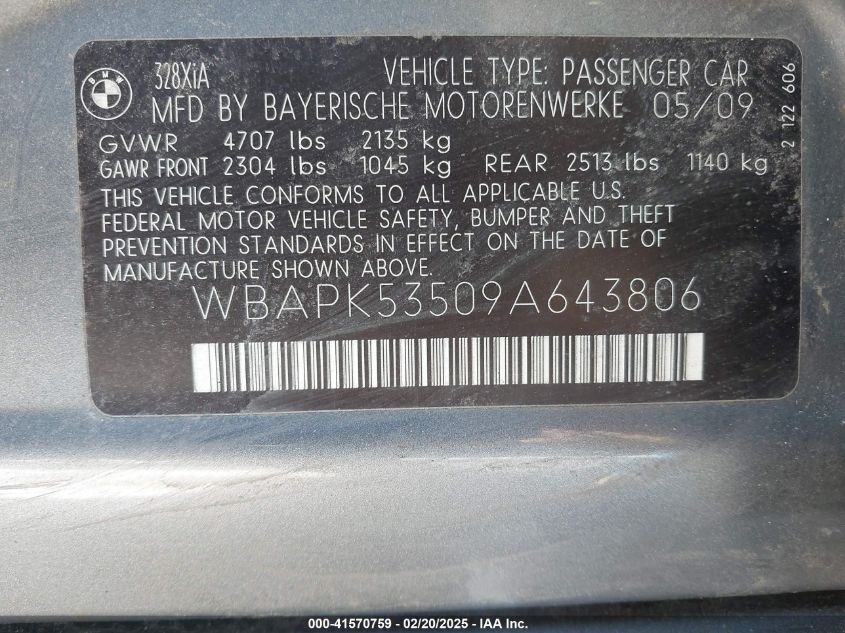 BMW
328XiA
VEHICLE TYPE: PASSENGER CAR
MFD BY BAYERISCHE MOTORENWERKE 05/09
GVWR 4707 lbs 2135 kg
GAWR FRONT 2304 lbs 1045 kg REAR 2513 lbs 1140 kg
THIS VEHICLE CONFORMS TO ALL APPLICABLE U.S.
FEDERAL MOTOR VEHICLE SAFETY, BUMPER AND THEFT
PREVENTION STANDARDS IN EFFECT ON THE DATE OF
MANUFACTURE SHOWN ABOVE.
WBAPK53509A643806
2 122 606
000-41570759 - 02/20/2025 - IAA Inc.